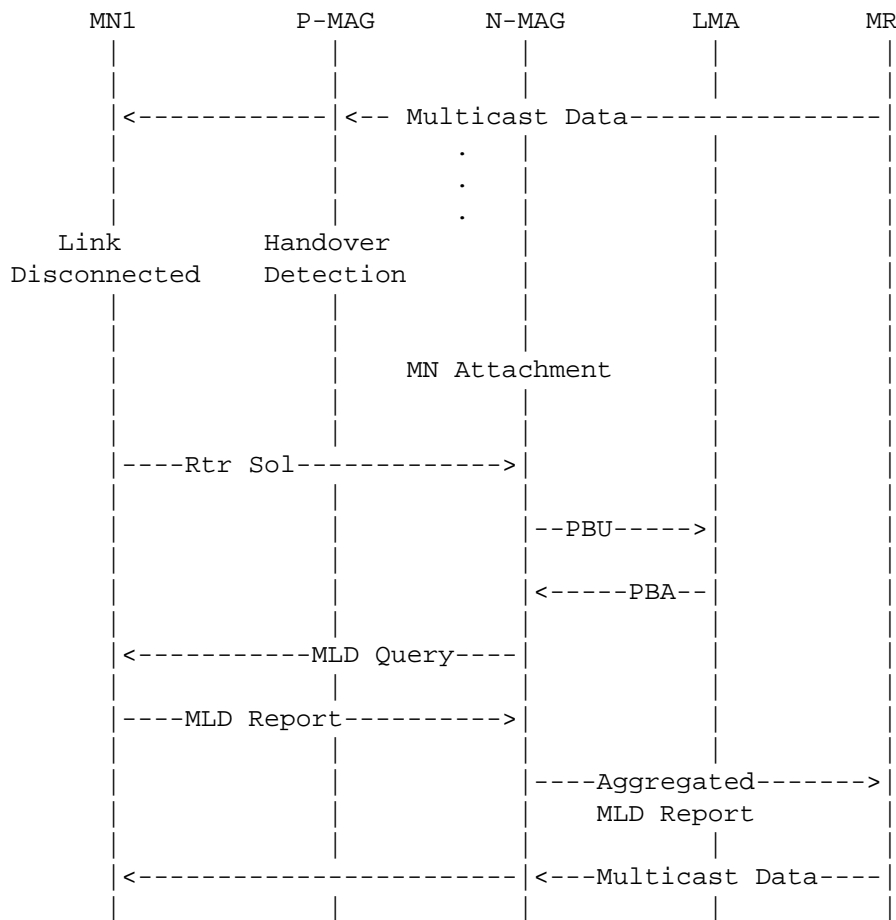 MN1 P-MAG N-MAG LMA MR
|<------------|<-- Multicast Data----------------|
Link Handover
Disconnected Detection
MN Attachment
|----Rtr Sol------------->|
|--PBU----->|
|<-----PBA--|
|<-----------MLD Query----|
|----MLD Report---------->|
|----Aggregated------->|
MLD Report
|<------------------------|<---Multicast Data----|